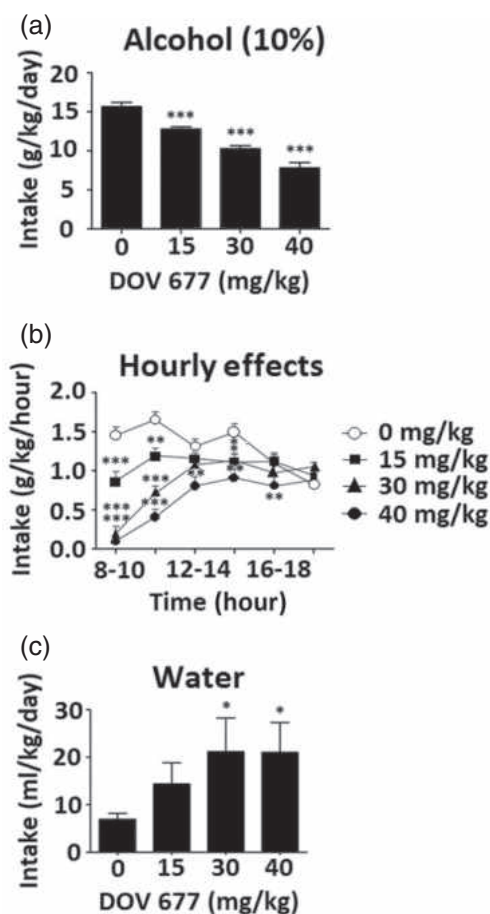 (a)
Alcohol (10%)
Intake (g/kg/day)
20
15
10
5
0
***
***
***
0 15 30 40
DOV 677 (mg/kg)
(b)
Hourly effects
Intake (g/kg/hour)
2.0
1.5
1.0
0.5
0.0
***
**
***
***
***
***
**
*
*
**
**
0 mg/kg
15 mg/kg
30 mg/kg
40 mg/kg
8-10 12-14 16-18
Time (hour)
(c)
Water
Intake (ml/kg/day)
30
20
10
0
*
*
0 15 30 40
DOV 677 (mg/kg)